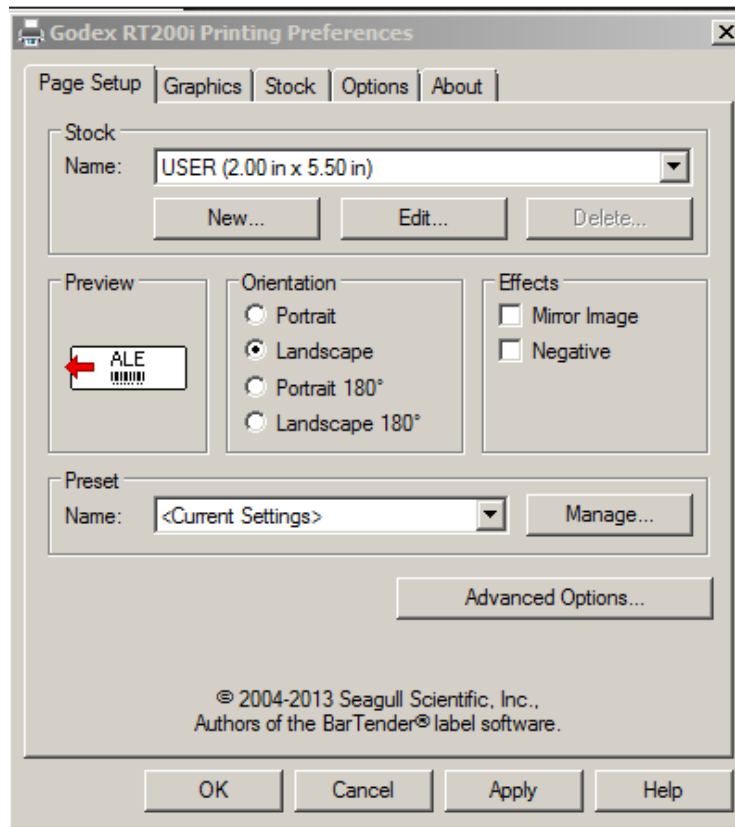 Godex RT200i Printing Preferences
Page Setup Graphics Stock Options About
Stock
Name: USER (2.00 in x 5.50 in)
New... Edit... Delete...
Preview
ALE
Orientation
Portrait
Landscape
Portrait 180°
Landscape 180°
Effects
Mirror Image
Negative
Preset
Name: <Current Settings> Manage...
Advanced Options...
© 2004-2013 Seagull Scientific, Inc.,
Authors of the BarTender® label software.
OK Cancel Apply Help